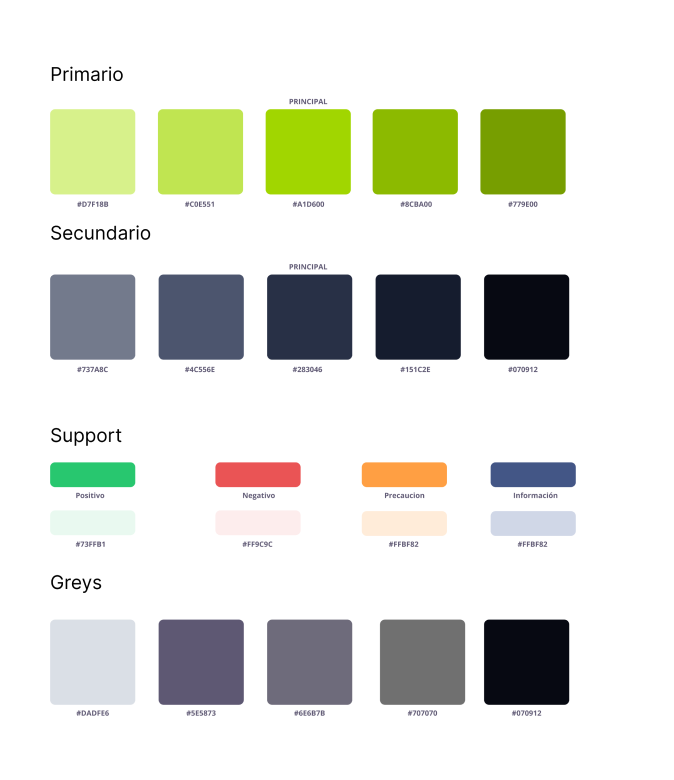 Primario
PRINCIPAL
#D7F18B #C0E551 #A1D600 #8CBA00 #779E00
Secundario
PRINCIPAL
#737A8C #4C556E #283046 #151C2E #070912
Support
Positivo Negativo Precaucion Información
#73FFB1 #FF9C9C #FFBF82 #FFBF82
Greys
#DADFE6 #5E5873 #6E6B7B #707070 #070912